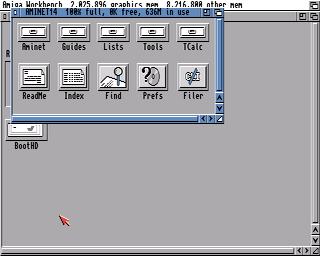 Amiga Workbench 2,025,896 graphics mem 8,216,800 other mem
AMINET14 100% full, 0K free, 636M in use
Aminet Guides Lists Tools TCalc
ReadMe Index Find Prefs Filer
BootHD